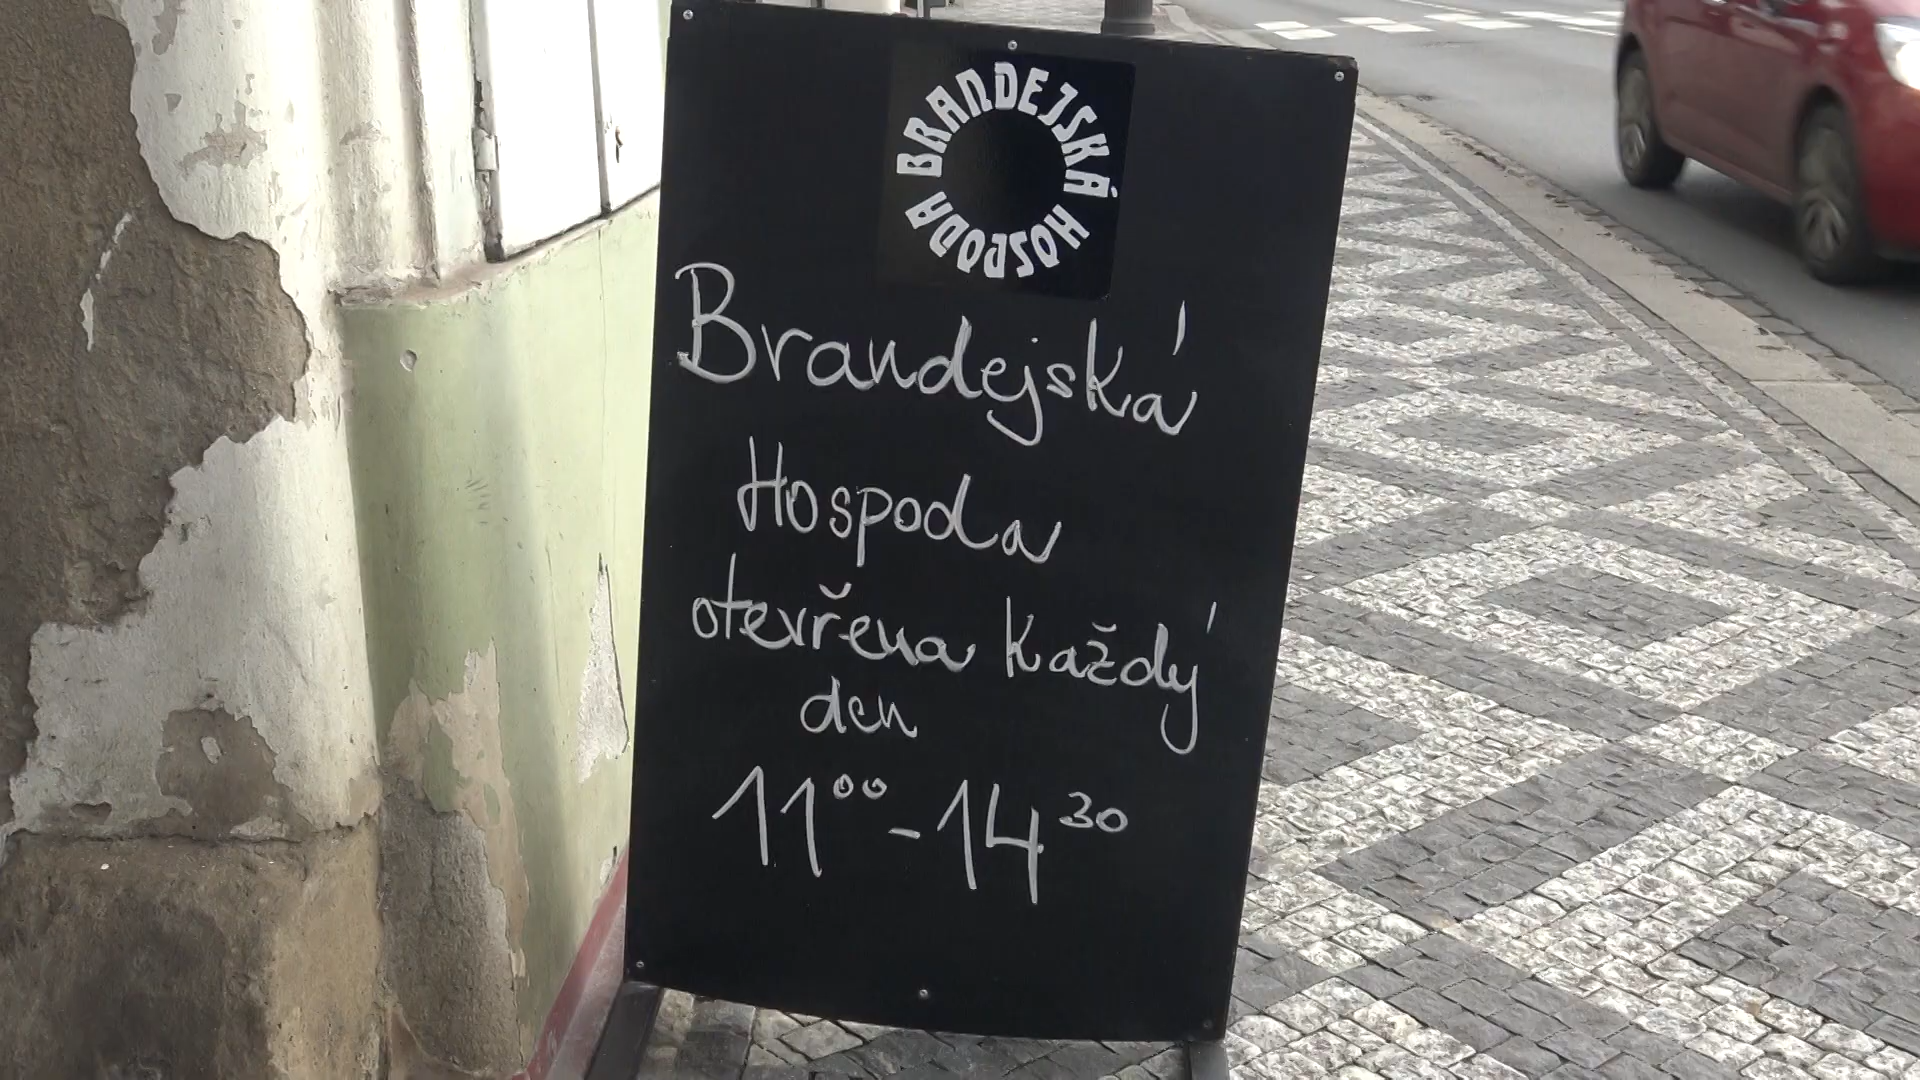 BRANDEJSKÁ HOSPODA
Brandejská
Hospoda
otevřena každý
den
11⁰⁰ - 14³⁰